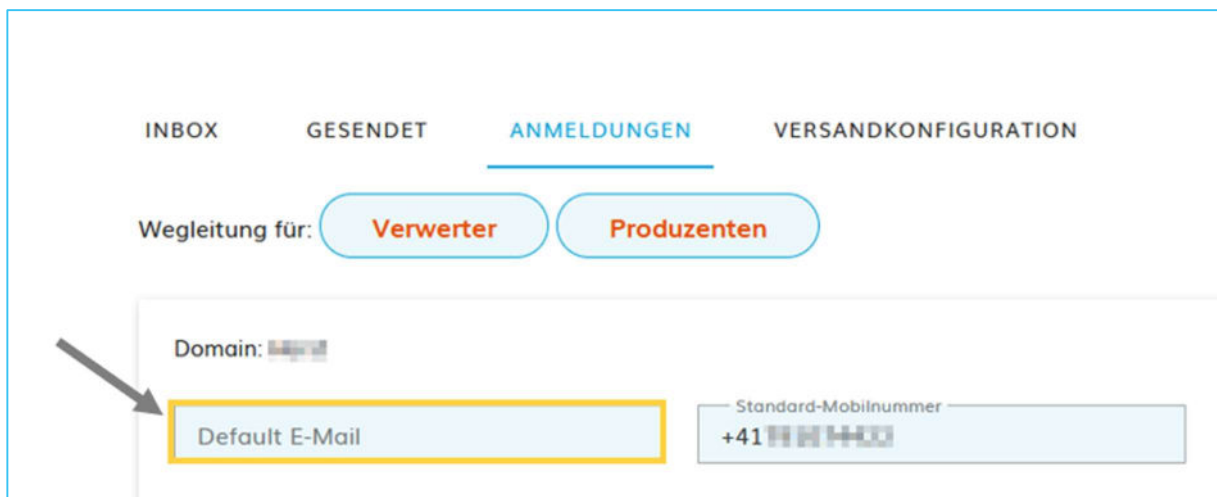 INBOX GESENDET ANMELDUNGEN VERSANDKONFIGURATION
Wegleitung für: Verwerter Produzenten
Domain:
Standard-Mobilnummer
Default E-Mail +41